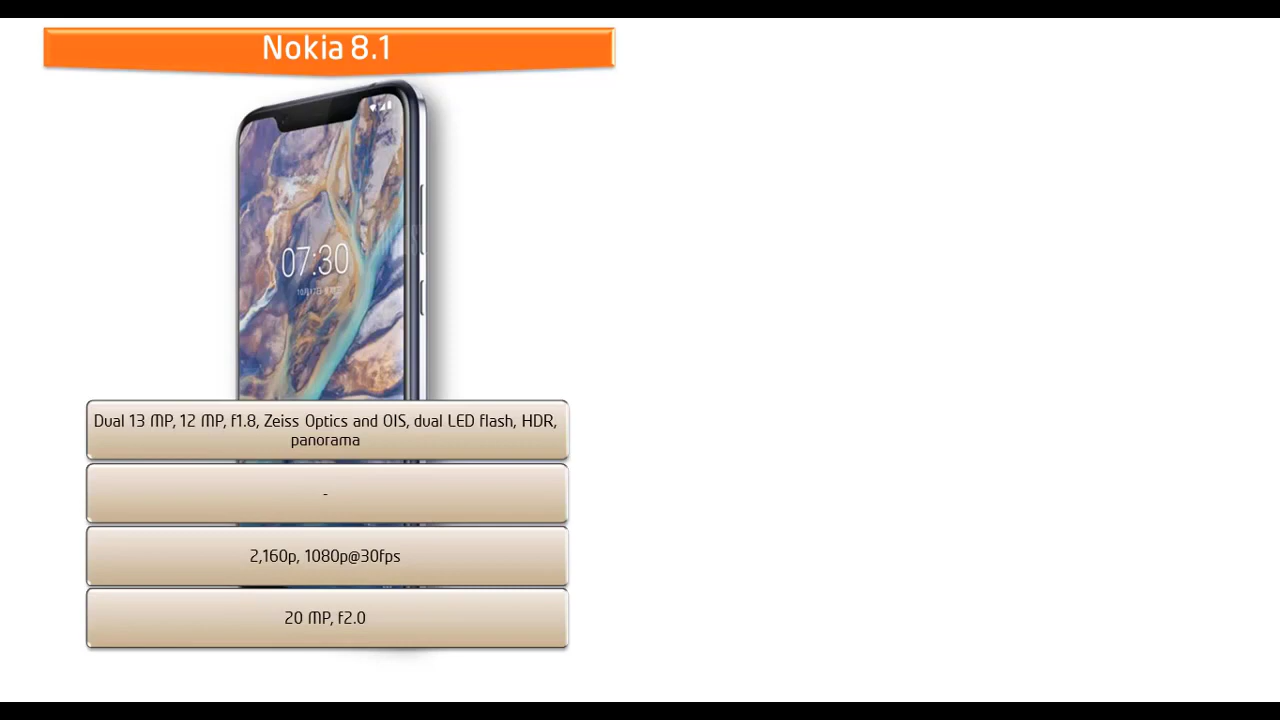 Nokia 8.1
07:30
Dual 13 MP, 12 MP, f1.8, Zeiss Optics and OIS, dual LED flash, HDR,
panorama
-
2,160p, 1080p@30fps
20 MP, f2.0